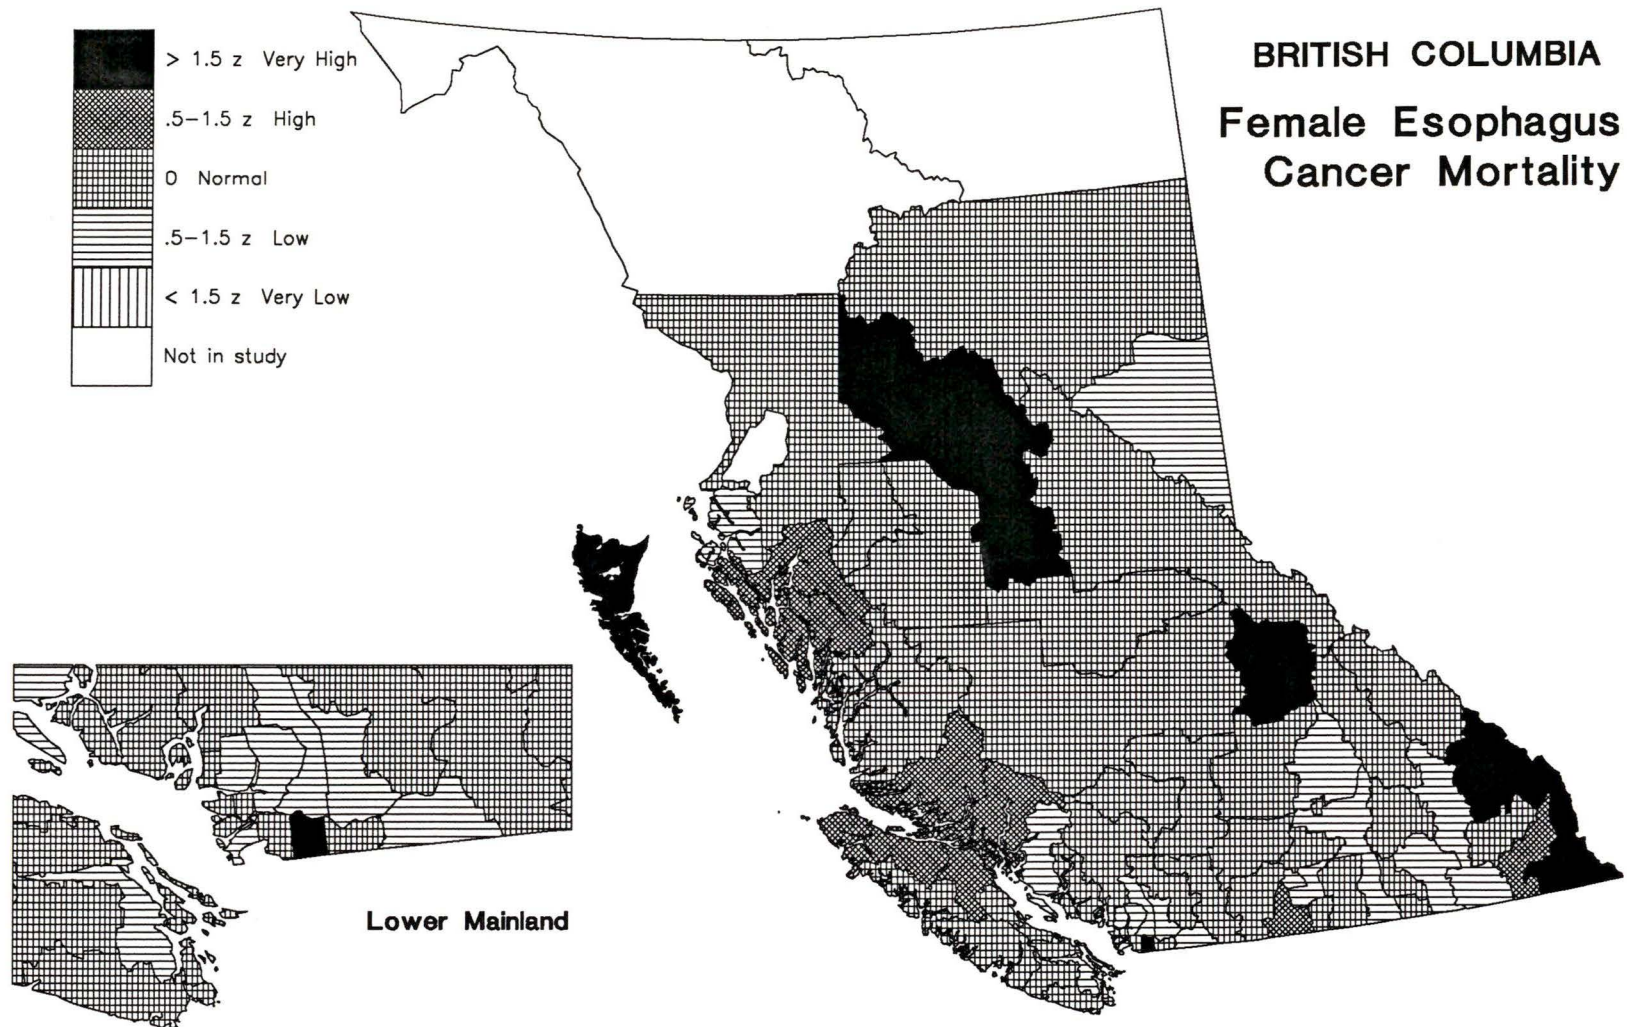 > 1.5 z Very High
.5-1.5 z High
0 Normal
.5-1.5 z Low
< 1.5 z Very Low
Not in study
BRITISH COLUMBIA
Female Esophagus
Cancer Mortality
Lower Mainland